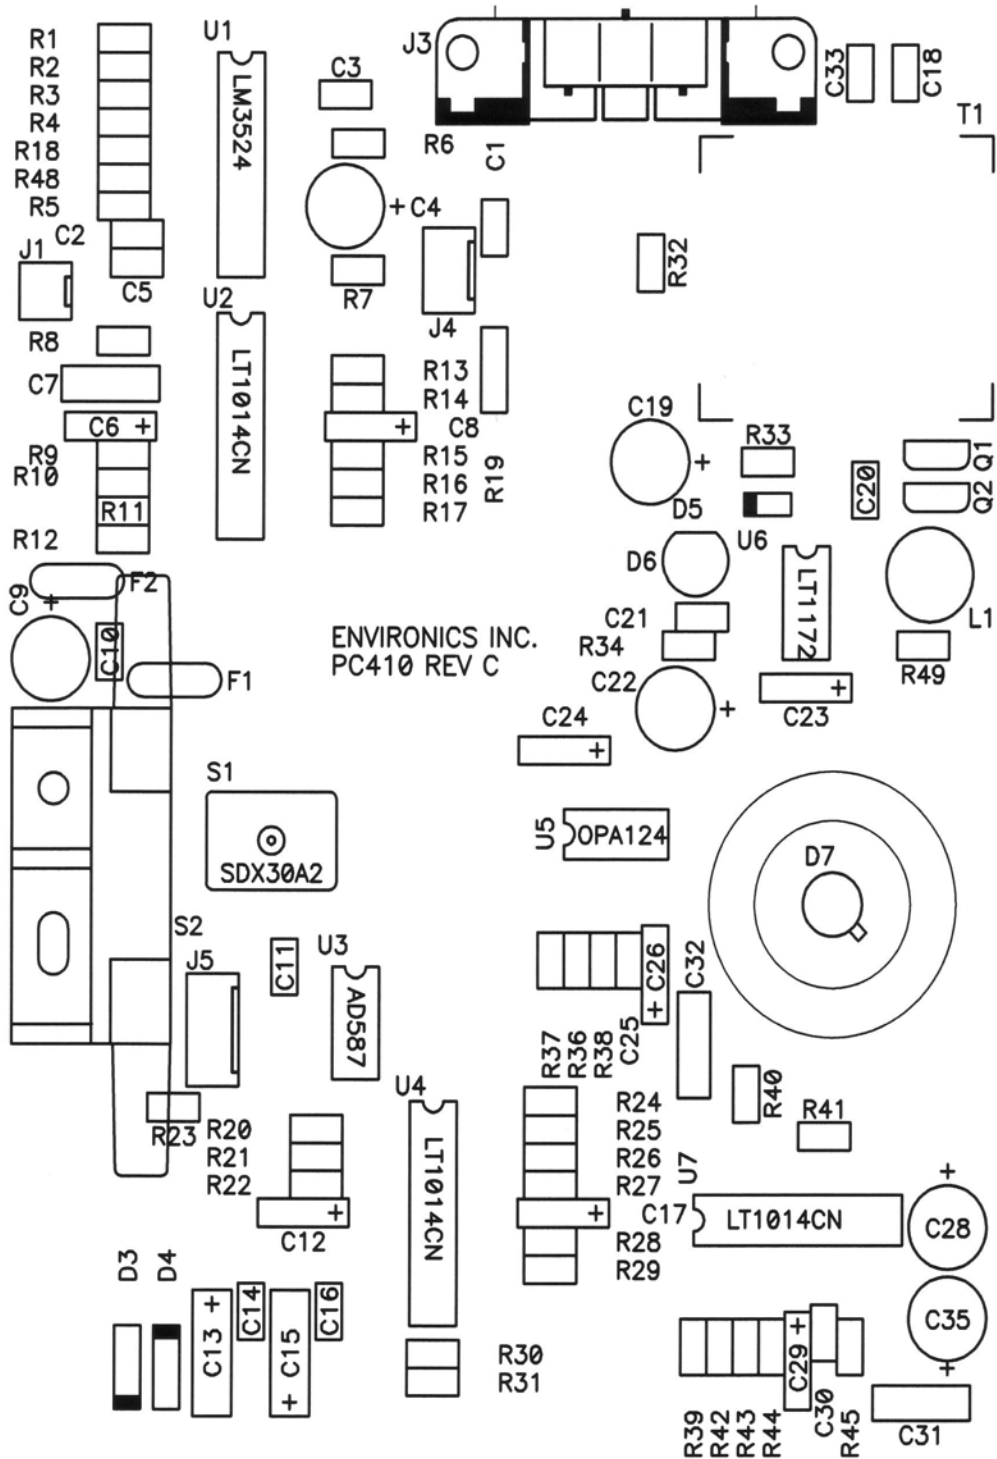 R1
R2
R3
R4
R18
R48
R5
C2
J1
C5
R8
C7
C6 +
R9
R10
R11
R12
U1
LM3524
U2
LT1014CN
C3
+ C4
R7
J3
R6
C1
J4
R13
R14
+
C8
R15
R16
R17
R19
C33
C18
T1
R32
C19
+
R33
D5
C20
Q1
Q2
U6
D6
LT1172
L1
C21
R34
R49
C22
+
+
C23
C24
+
C9
+
F2
C10
F1
ENVIRONICS INC.
PC410 REV C
S1
SDX30A2
S2
U5
OPA124
D7
J5
C11
U3
AD587
+ C26
C32
R37
R36
R38
C25
R23
R20
R21
R22
+
C12
U4
LT1014CN
R24
R25
R26
R27
+
C17
R28
R29
R40
R41
U7
LT1014CN
+
C28
C35
+
D3
D4
C13 +
C14
+ C15
C16
R30
R31
C29 +
C30
R39
R42
R43
R44
R45
C31